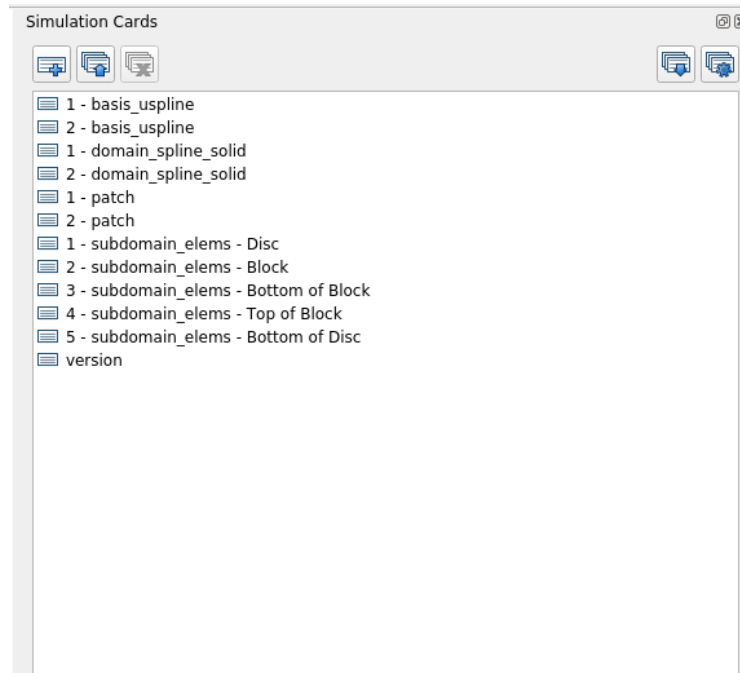 Simulation Cards
1 - basis_uspline
2 - basis_uspline
1 - domain_spline_solid
2 - domain_spline_solid
1 - patch
2 - patch
1 - subdomain_elems - Disc
2 - subdomain_elems - Block
3 - subdomain_elems - Bottom of Block
4 - subdomain_elems - Top of Block
5 - subdomain_elems - Bottom of Disc
version